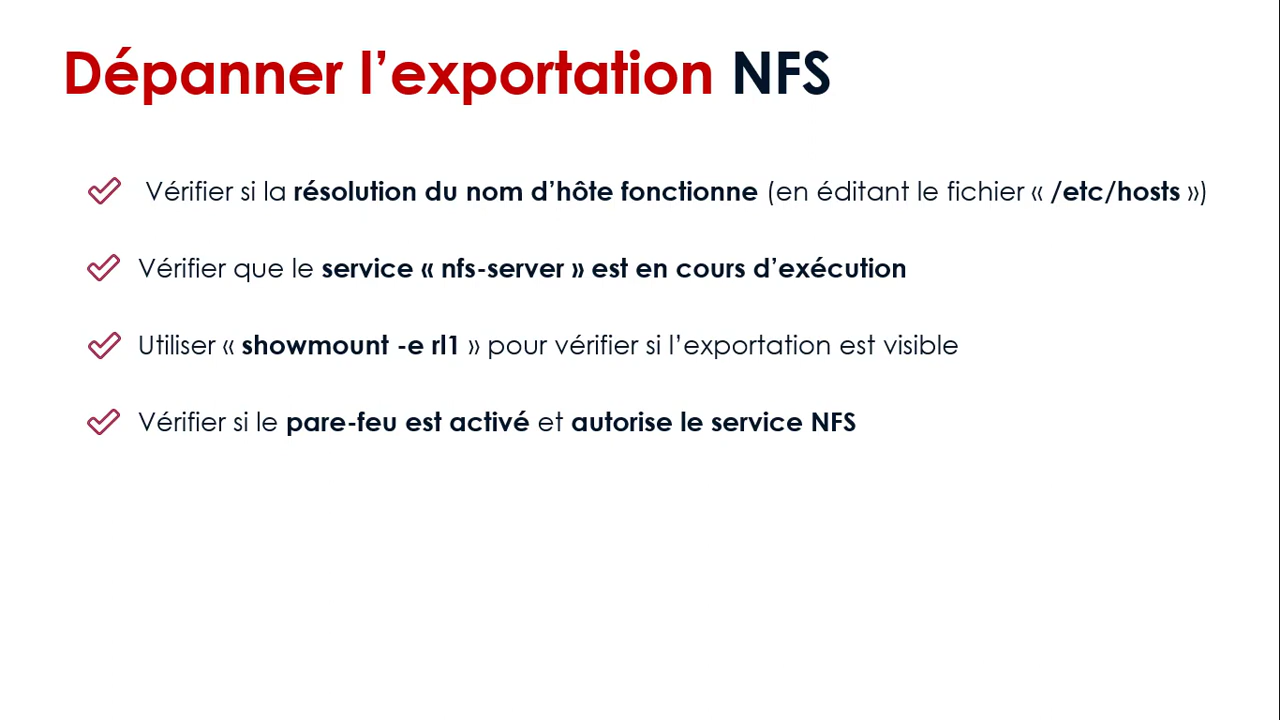 Dépanner l’exportation NFS
Vérifier si la résolution du nom d’hôte fonctionne (en éditant le fichier « /etc/hosts »)
Vérifier que le service « nfs-server » est en cours d’exécution
Utiliser « showmount -e rl1 » pour vérifier si l’exportation est visible
Vérifier si le pare-feu est activé et autorise le service NFS